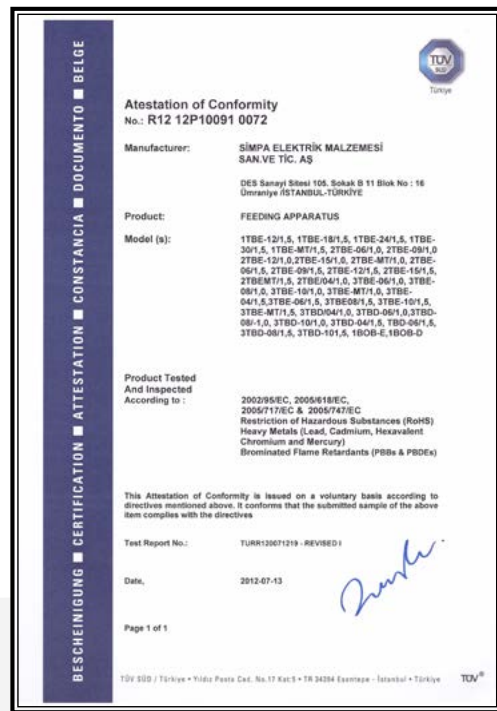 BESCHEINIGUNG ■ CERTIFICATION ■ ATTESTATION ■ CONSTANCIA ■ DOCUMENTO ■ BELGE
TÜV
SÜD
Türkiye
Atestation of Conformity
No.: R12 12P10091 0072
Manufacturer: SİMPA ELEKTRİK MALZEMESİ
SAN.VE TİC. AŞ
DES Sanayi Sitesi 105. Sokak B 11 Blok No : 16
Ümraniye /İSTANBUL-TÜRKİYE
Product: FEEDING APPARATUS
Model (s): 1TBE-12/1,5, 1TBE-18/1,5, 1TBE-24/1,5, 1TBE-
30/1,5, 1TBE-MT/1,5, 2TBE-06/1,0, 2TBE-09/1,0
2TBE-12/1,0,2TBE-15/1,0, 2TBE-MT/1,0, 2TBE-
06/1,5, 2TBE-09/1,5, 2TBE-12/1,5, 2TBE-15/1,5,
2TBEMT/1,5, 2TBE/04/1,0, 3TBE-06/1,0, 3TBE-
08/1,0, 3TBE-10/1,0, 3TBE-MT/1,0, 3TBE-
04/1,5,3TBE-06/1,5, 3TBE08/1,5, 3TBE-10/1,5,
3TBE-MT/1,5, 3TBD/04/1,0, 3TBD-06/1,0,3TBD-
08/-1,0, 3TBD-10/1,0, 3TBD-04/1,5, TBD-06/1,5,
3TBD-08/1,5, 3TBD-101,5, 1BOB-E,1BOB-D
Product Tested
And Inspected
According to : 2002/95/EC, 2005/618/EC,
2005/717/EC & 2005/747/EC
Restriction of Hazardous Substances (RoHS)
Heavy Metals (Lead, Cadmium, Hexavalent
Chromium and Mercury)
Brominated Flame Retardants (PBBs & PBDEs)
This Attestation of Conformity is issued on a voluntary basis according to
directives mentioned above. It conforms that the submitted sample of the above
item complies with the directives
Test Report No.: TURR120071219 - REVISED I
Date, 2012-07-13
Page 1 of 1
TÜV SÜD / Türkiye • Yıldız Posta Cad. No.17 Kat:5 • TR 34394 Esentepe - İstanbul • Türkiye TÜV®